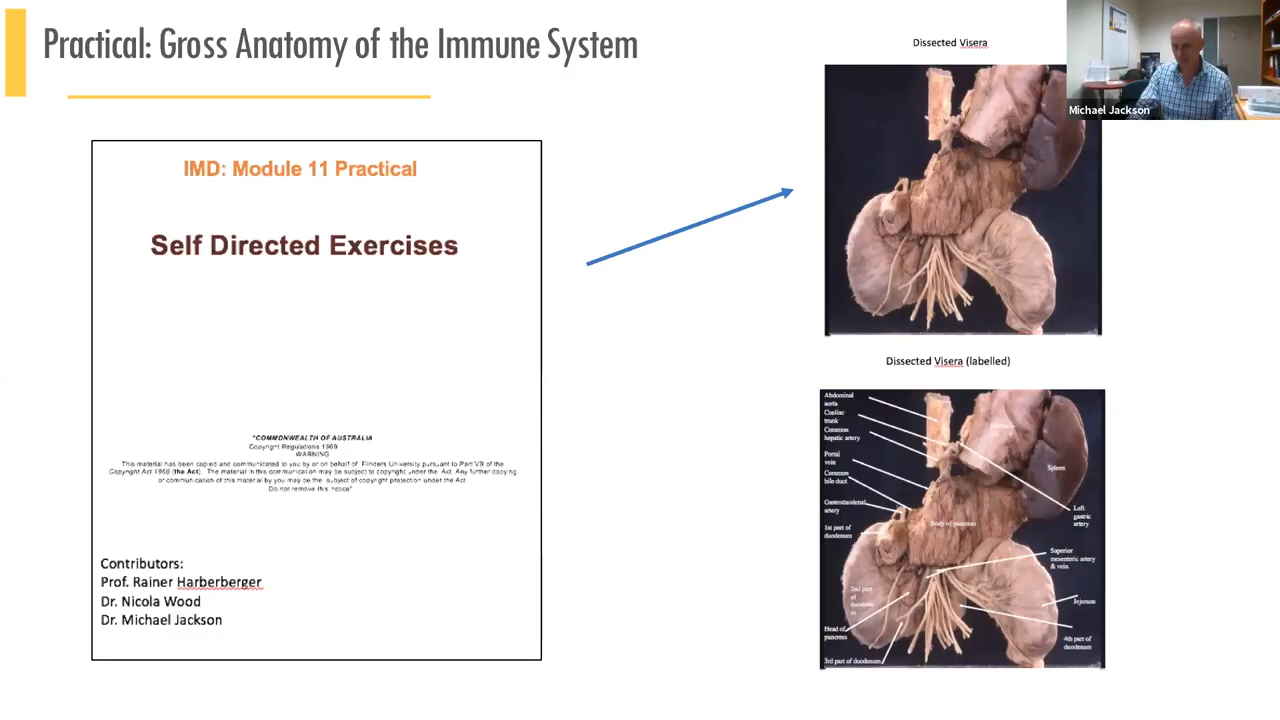 Practical: Gross Anatomy of the Immune System
IMD: Module 11 Practical
Self Directed Exercises
"COMMONWEALTH OF AUSTRALIA
Copyright Regulations 1969
WARNING
This material has been copied and communicated to you by or on behalf of Flinders University pursuant to Part VB of the
Copyright Act 1968 (the Act). The material in this communication may be subject to copyright under the Act. Any further copying
or communication of this material by you may be the subject of copyright protection under the Act.
Do not remove this notice"
Contributors:
Prof. Rainer Harberberger
Dr. Nicola Wood
Dr. Michael Jackson
Dissected Visera
Michael Jackson
Dissected Visera (labelled)
Abdominal
aorta
Coeliac
trunk
Common
hepatic artery
Portal
vein
Common
bile duct
Gastroduodenal
artery
1st part of
duodenum
2nd part
of
duoden
um
Head of
pancreas
3rd part of duodenum
Body of pancreas
Spleen
Left
gastric
artery
Superior
mesenteric artery
& vein
Jejunum
4th part of
duodenum